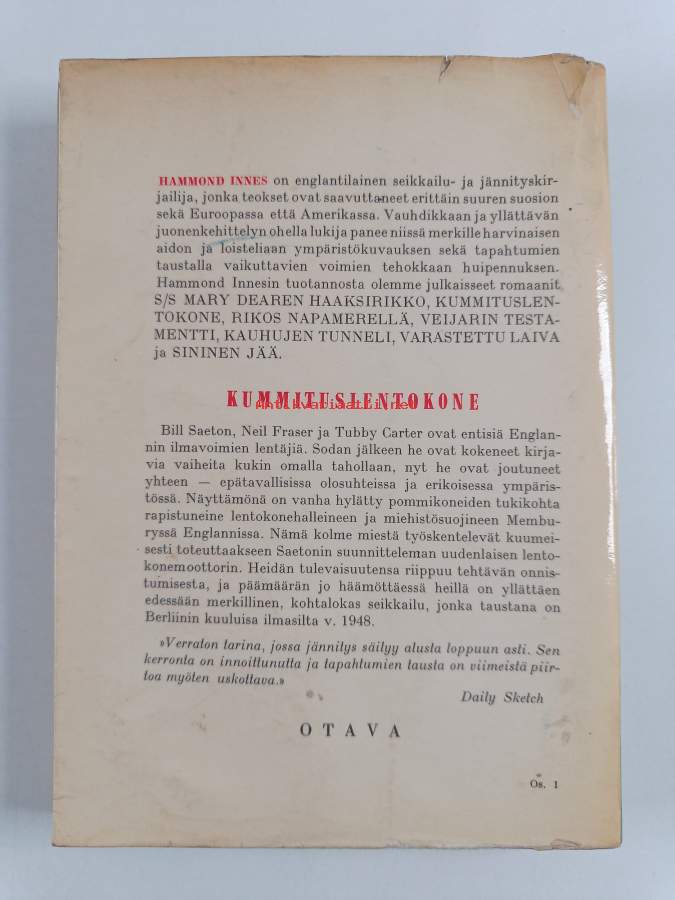 HAMMOND INNES on englantilainen seikkailu- ja jännityskir-
jailija, jonka teokset ovat saavuttaneet erittäin suuren suosion
sekä Euroopassa että Amerikassa. Vauhdikkaan ja yllättävän
juonenkehittelyn ohella lukija panee niissä merkille harvinaisen
aidon ja loisteliaan ympäristökuvauksen sekä tapahtumien
taustalla vaikuttavien voimien tehokkaan huipennuksen.
Hammond Innesin tuotannosta olemme julkaisseet romaanit
S/S MARY DEAREN HAAKSIRIKKO, KUMMITUSLEN-
TOKONE, RIKOS NAPAMERELLÄ, VEIJARIN TESTA-
MENTTI, KAUHUJEN TUNNELI, VARASTETTU LAIVA
ja SININEN JÄÄ.
KUMMITUSLENTOKONE
Antikvariaatti.net
Bill Saeton, Neil Fraser ja Tubby Carter ovat entisiä Englan-
nin ilmavoimien lentäjiä. Sodan jälkeen he ovat kokeneet kirja-
via vaiheita kukin omalla tahollaan, nyt he ovat joutuneet
yhteen — epätavallisissa olosuhteissa ja erikoisessa ympäris-
tössä. Näyttämönä on vanha hylätty pommikoneiden tukikohta
rapistuneine lentokonehalleineen ja miehistösuojineen Membu-
ryssä Englannissa. Nämä kolme miestä työskentelevät kuumei-
sesti toteuttaakseen Saetonin suunnitteleman uudenlaisen lento-
konemoottorin. Heidän tulevaisuutensa riippuu tehtävän onnis-
tumisesta, ja päämäärän jo häämöttäessä heillä on yllättäen
edessään merkillinen, kohtalokas seikkailu, jonka taustana on
Berliinin kuuluisa ilmasilta v. 1948.
»Verraton tarina, jossa jännitys säilyy alusta loppuun asti. Sen
kerronta on innoittunutta ja tapahtumien tausta on viimeistä piir-
toa myöten uskottava.»
Daily Sketch
OTAVA
Os. 1